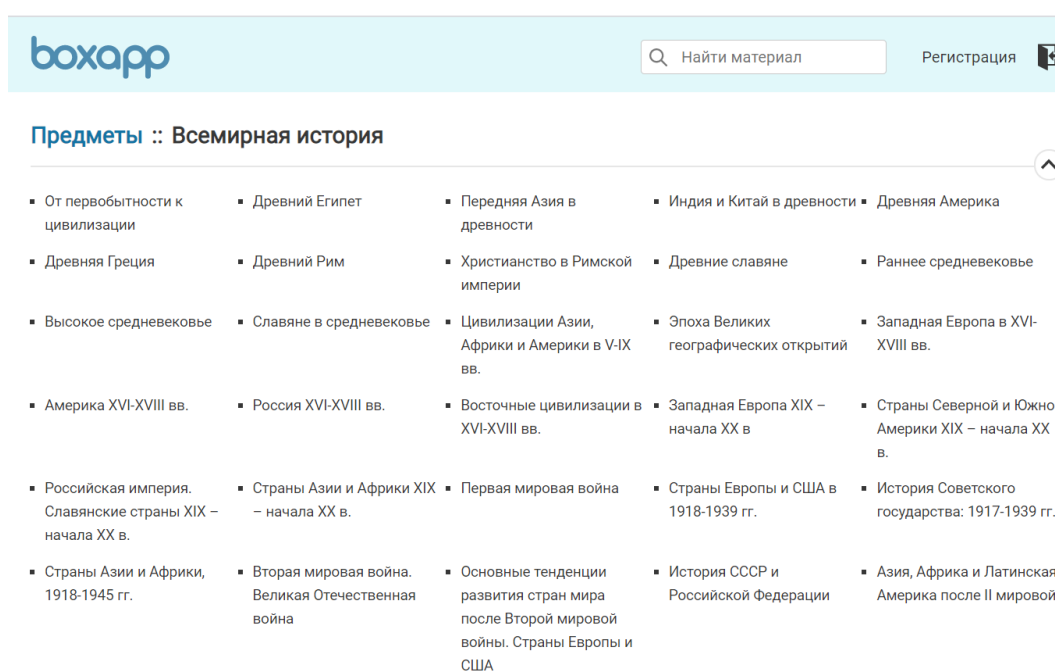 boxapp
Найти материал
Регистрация
Предметы :: Всемирная история
От первобытности к
цивилизации
Древний Египет
Передняя Азия в
древности
Индия и Китай в древности
Древняя Америка
Древняя Греция
Древний Рим
Христианство в Римской
империи
Древние славяне
Раннее средневековье
Высокое средневековье
Славяне в средневековье
Цивилизации Азии,
Африки и Америки в V-IX
вв.
Эпоха Великих
географических открытий
Западная Европа в XVI-
XVIII вв.
Америка XVI-XVIII вв.
Россия XVI-XVIII вв.
Восточные цивилизации в
XVI-XVIII вв.
Западная Европа XIX –
начала XX в
Страны Северной и Южно
Америки XIX – начала XX
в.
Российская империя.
Славянские страны XIX –
начала XX в.
Страны Азии и Африки XIX
– начала XX в.
Первая мировая война
Страны Европы и США в
1918-1939 гг.
История Советского
государства: 1917-1939 гг.
Страны Азии и Африки,
1918-1945 гг.
Вторая мировая война.
Великая Отечественная
война
Основные тенденции
развития стран мира
после Второй мировой
войны. Страны Европы и
США
История СССР и
Российской Федерации
Азия, Африка и Латинская
Америка после II мировой